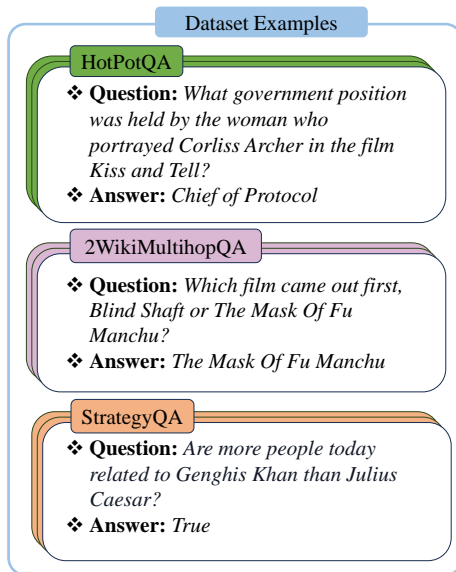 Dataset Examples
HotPotQA
❖ Question: What government position
was held by the woman who
portrayed Corliss Archer in the film
Kiss and Tell?
❖ Answer: Chief of Protocol
2WikiMultihopQA
❖ Question: Which film came out first,
Blind Shaft or The Mask Of Fu
Manchu?
❖ Answer: The Mask Of Fu Manchu
StrategyQA
❖ Question: Are more people today
related to Genghis Khan than Julius
Caesar?
❖ Answer: True